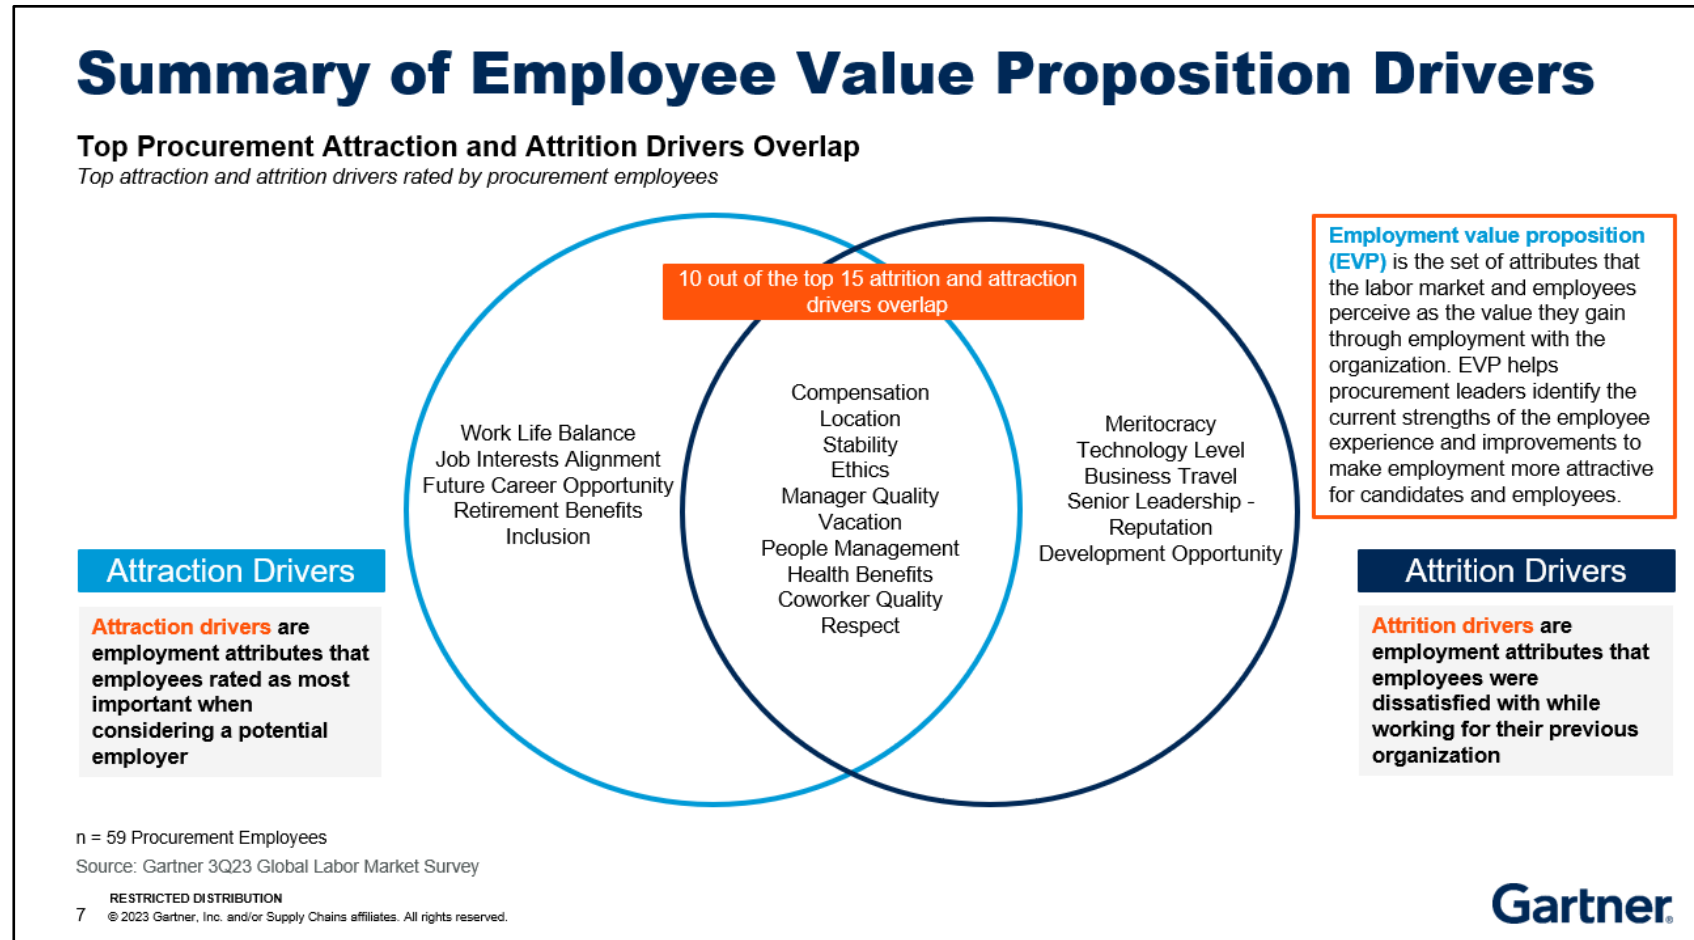 Summary of Employee Value Proposition Drivers
Top Procurement Attraction and Attrition Drivers Overlap
Top attraction and attrition drivers rated by procurement employees
10 out of the top 15 attrition and attraction
drivers overlap
Work Life Balance
Job Interests Alignment
Future Career Opportunity
Retirement Benefits
Inclusion
Compensation
Location
Stability
Ethics
Manager Quality
Vacation
People Management
Health Benefits
Coworker Quality
Respect
Meritocracy
Technology Level
Business Travel
Senior Leadership -
Reputation
Development Opportunity
Employment value proposition
(EVP) is the set of attributes that
the labor market and employees
perceive as the value they gain
through employment with the
organization. EVP helps
procurement leaders identify the
current strengths of the employee
experience and improvements to
make employment more attractive
for candidates and employees.
Attraction Drivers
Attraction drivers are
employment attributes that
employees rated as most
important when
considering a potential
employer
Attrition Drivers
Attrition drivers are
employment attributes that
employees were
dissatisfied with while
working for their previous
organization
n = 59 Procurement Employees
Source: Gartner 3Q23 Global Labor Market Survey
RESTRICTED DISTRIBUTION
7 © 2023 Gartner, Inc. and/or Supply Chains affiliates. All rights reserved.
Gartner®